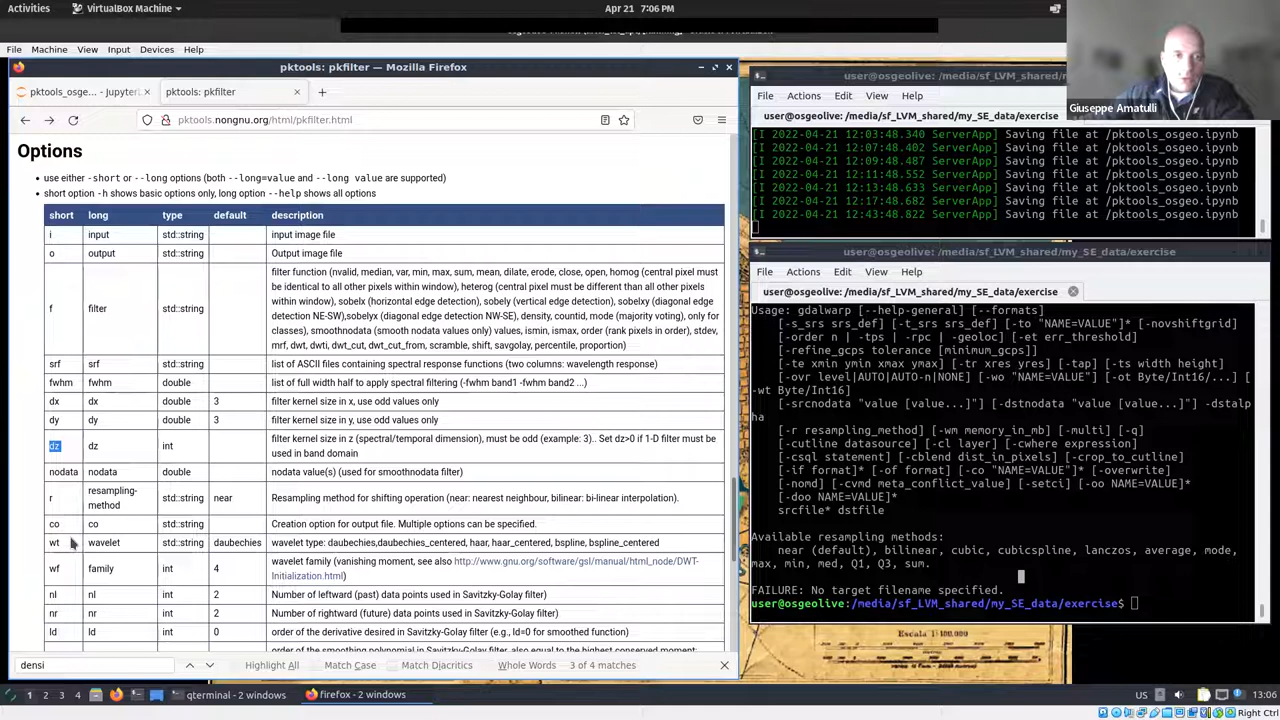 Activities
VirtualBox Machine
Apr 21 7:06 PM
File Machine View Input Devices Help
pktools: pkfilter — Mozilla Firefox
pktools_osge... - JupyterL
pktools: pkfilter
pktools.nongnu.org/html/pkfilter.html
Options
use either -short or --long options (both --long=value and --long value are supported)
short option -h shows basic options only, long option --help shows all options
short long type default description
i input std::string input image file
o output std::string Output image file
filter std::string filter function (nvalid, median, var, min, max, sum, mean, dilate, erode, close, open, homog (central pixel must
be identical to all other pixels within window), heterog (central pixel must be different than all other pixels
within window), sobelx (horizontal edge detection), sobely (vertical edge detection), sobelxy (diagonal edge
detection NE-SW),sobelyx (diagonal edge detection NW-SE), density, countid, mode (majority voting), only for
classes), smoothnodata (smooth nodata values only) values, ismin, ismax, order (rank pixels in order), stdev,
mrf, dwt, dwti, dwt_cut, dwt_cut_from, scramble, shift, savgolay, percentile, proportion)
srf srf std::string list of ASCII files containing spectral response functions (two columns: wavelength response)
fwhm fwhm double list of full width half to apply spectral filtering (-fwhm band1 -fwhm band2 ...)
dx dx double 3 filter kernel size in x, use odd values only
dy dy double 3 filter kernel size in y, use odd values only
dz dz int filter kernel size in z (spectral/temporal dimension), must be odd (example: 3).. Set dz>0 if 1-D filter must be
used in band domain
nodata nodata double nodata value(s) (used for smoothnodata filter)
resampling-
method std::string near Resampling method for shifting operation (near: nearest neighbour, bilinear: bi-linear interpolation).
co co std::string Creation option for output file. Multiple options can be specified.
wt wavelet std::string daubechies wavelet type: daubechies,daubechies_centered, haar, haar_centered, bspline, bspline_centered
wf family int 4 wavelet family (vanishing moment, see also http://www.gnu.org/software/gsl/manual/html_node/DWT-
Initialization.html)
nl nl int 2 Number of leftward (past) data points used in Savitzky-Golay filter)
nr nr int 2 Number of rightward (future) data points used in Savitzky-Golay filter)
ld ld int 0 order of the derivative desired in Savitzky-Golay filter (e.g., ld=0 for smoothed function)
order of the smoothing polynomial in Savitzky-Golay filter, also equal to the highest conserved moment;
densi
Highlight All Match Case Match Diacritics Whole Words 3 of 4 matches
user@osgeolive: /media/sf_LVM_shared/m
Actions Edit View Help
user@osgeolive: /media/sf_LVM_shared/my_SE_data/exercise
[I 2022-04-21 12:03:48.340 ServerApp] Saving file at /pktools_osgeo.ipynb
[I 2022-04-21 12:07:48.402 ServerApp] Saving file at /pktools_osgeo.ipynb
[I 2022-04-21 12:09:48.487 ServerApp] Saving file at /pktools_osgeo.ipynb
[I 2022-04-21 12:11:48.552 ServerApp] Saving file at /pktools_osgeo.ipynb
[I 2022-04-21 12:13:48.633 ServerApp] Saving file at /pktools_osgeo.ipynb
[I 2022-04-21 12:17:48.682 ServerApp] Saving file at /pktools_osgeo.ipynb
[I 2022-04-21 12:43:48.822 ServerApp] Saving file at /pktools_osgeo.ipynb
Giuseppe Amatulli
user@osgeolive: /media/sf_LVM_shared/my_SE_data/exercise
File Actions Edit View Help
user@osgeolive: /media/sf_LVM_shared/my_SE_data/exercise
Usage: gdalwarp [--help-general] [--formats]
[-s_srs srs_def] [-t_srs srs_def] [-to "NAME=VALUE"]* [-novshiftgrid]
[-order n | -tps | -rpc | -geoloc] [-et err_threshold]
[-refine_gcps tolerance [minimum_gcps]]
[-te xmin ymin xmax ymax] [-tr xres yres] [-tap] [-ts width height]
[-ovr level|AUTO|AUTO-n|NONE] [-wo "NAME=VALUE"] [-ot Byte/Int16/...] [
-wt Byte/Int16]
[-srcnodata "value [value...]"] [-dstnodata "value [value...]"] -dstalp
ha
[-r resampling_method] [-wm memory_in_mb] [-multi] [-q]
[-cutline datasource] [-cl layer] [-cwhere expression]
[-csql statement] [-cblend dist_in_pixels] [-crop_to_cutline]
[-if format]* [-of format] [-co "NAME=VALUE"]* [-overwrite]
[-nomd] [-cvmd meta_conflict_value] [-setci] [-oo NAME=VALUE]*
[-doo NAME=VALUE]*
srcfile* dstfile
Available resampling methods:
near (default), bilinear, cubic, cubicspline, lanczos, average, mode,
max, min, med, Q1, Q3, sum.
FAILURE: No target filename specified.
user@osgeolive:/media/sf_LVM_shared/my_SE_data/exercise$
Escala 1:100,000
1 2 3 4
qterminal - 2 windows
firefox - 2 windows
US
13:06
Right Ctrl